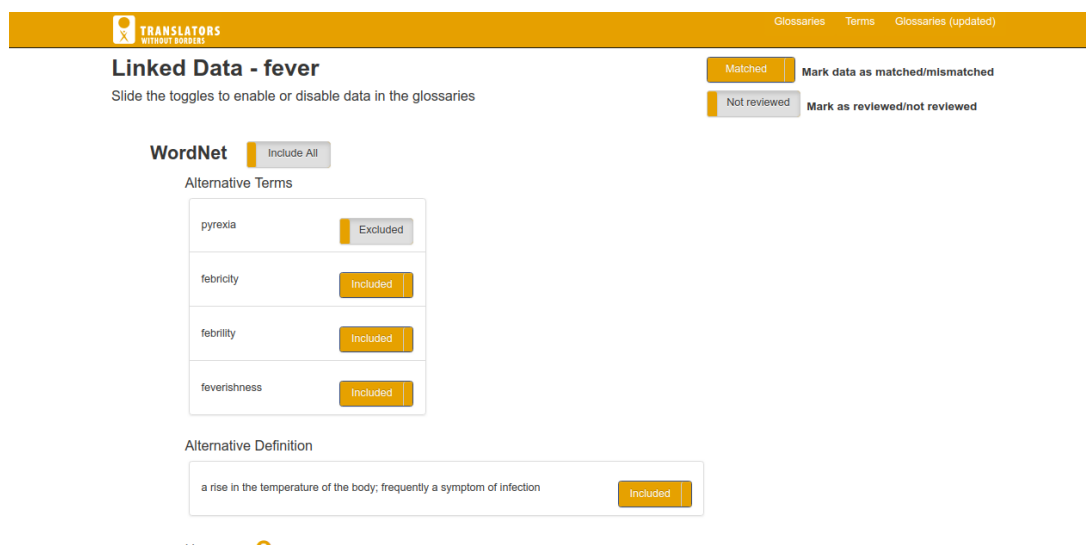 TRANSLATORS
WITHOUT BORDERS
Glossaries Terms Glossaries (updated)
Linked Data - fever
Slide the toggles to enable or disable data in the glossaries
Matched Mark data as matched/mismatched
Not reviewed Mark as reviewed/not reviewed
WordNet Include All
Alternative Terms
pyrexia Excluded
febricity Included
febrility Included
feverishness Included
Alternative Definition
a rise in the temperature of the body; frequently a symptom of infection Included